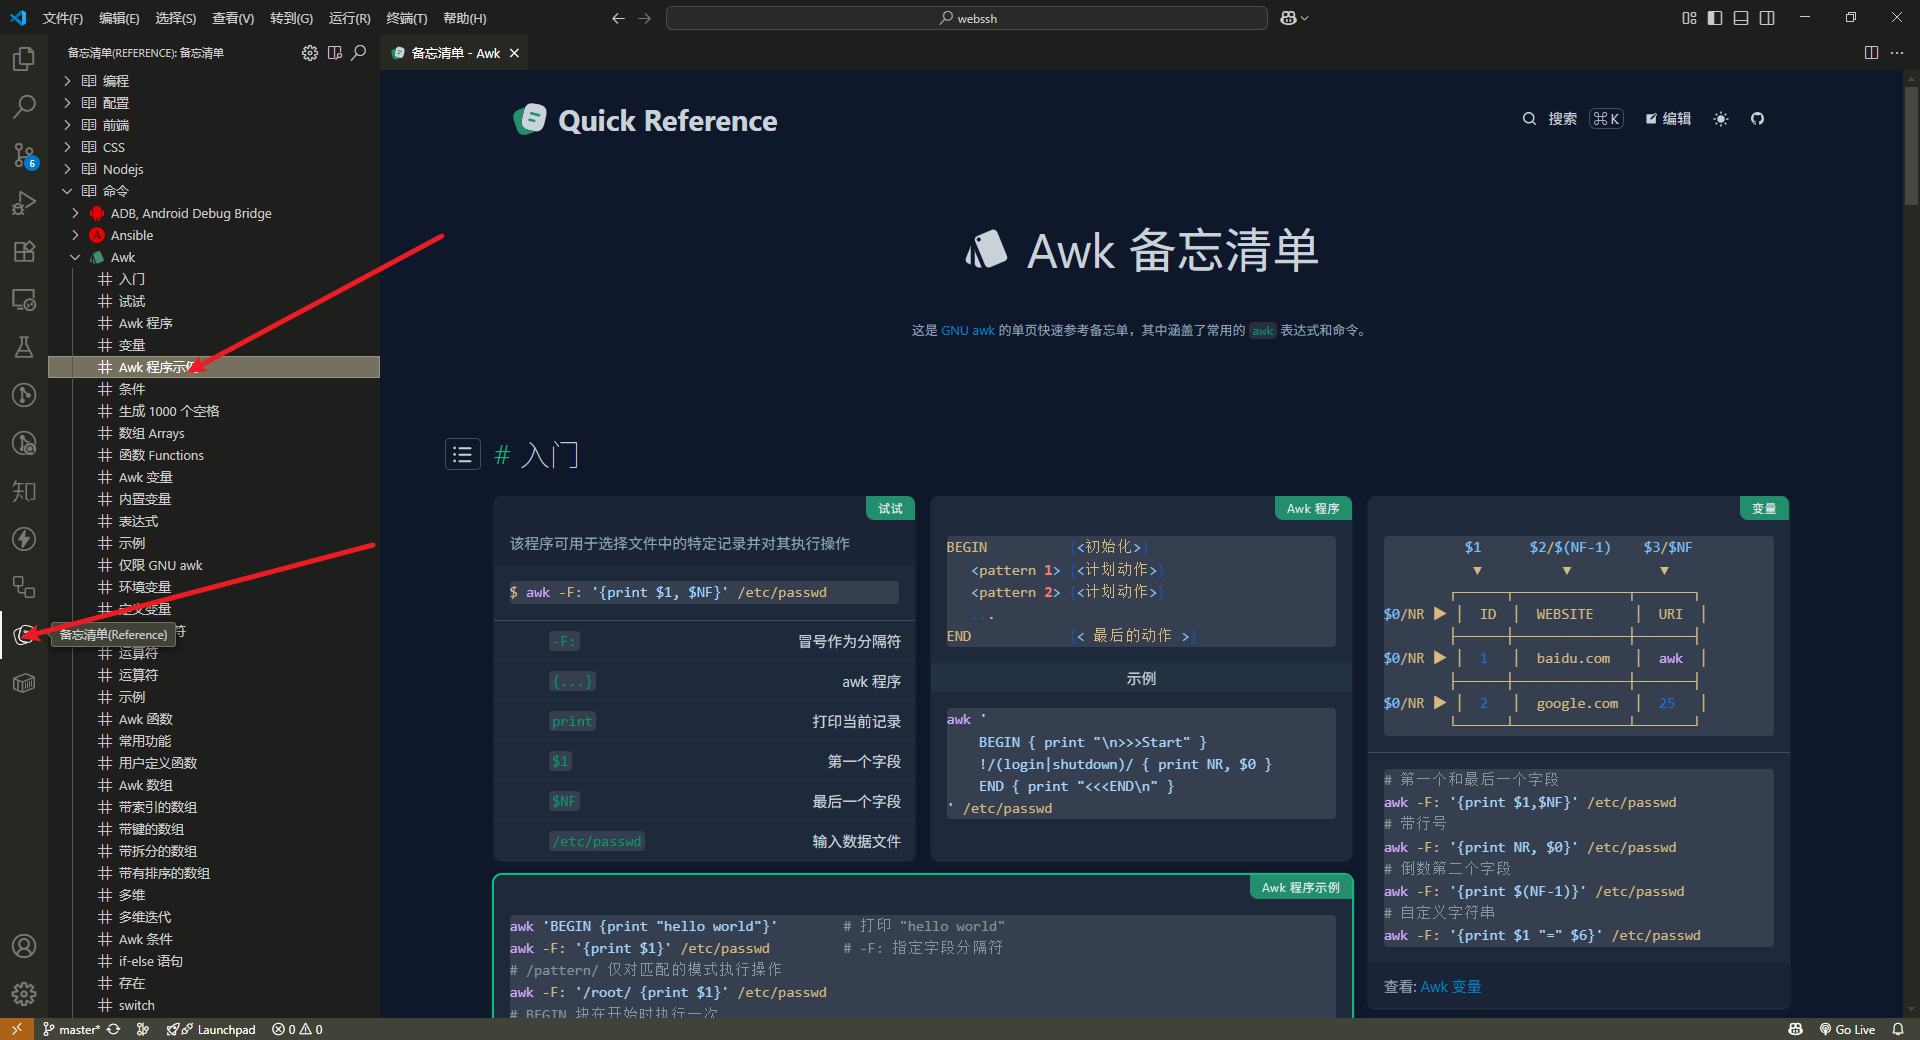 文件(F) 编辑(E) 选择(S) 查看(V) 转到(G) 运行(R) 终端(T) 帮助(H)
webssh
备忘清单(REFERENCE): 备忘清单
编程
配置
前端
CSS
Nodejs
命令
ADB, Android Debug Bridge
Ansible
Awk
入门
试试
Awk 程序
变量
Awk 程序示例
条件
生成 1000 个空格
数组 Arrays
函数 Functions
Awk 变量
内置变量
表达式
示例
仅限 GNU awk
环境变量
定义变量
符
备忘清单(Reference)
运算符
运算符
示例
Awk 函数
常用功能
用户定义函数
Awk 数组
带索引的数组
带键的数组
带拆分的数组
带有排序的数组
多维
多维迭代
Awk 条件
if-else 语句
存在
switch
知
6
备忘清单 - Awk
Quick Reference
搜索 ⌘K 编辑
Awk 备忘清单
这是 GNU awk 的单页快速参考备忘单，其中涵盖了常用的 awk 表达式和命令。
# 入门
试试
该程序可用于选择文件中的特定记录并对其执行操作
$ awk -F: '{print $1, $NF}' /etc/passwd
-F: 冒号作为分隔符
{...} awk 程序
print 打印当前记录
$1 第一个字段
$NF 最后一个字段
/etc/passwd 输入数据文件
Awk 程序
BEGIN {<初始化>}
<pattern 1> {<计划动作>}
<pattern 2> {<计划动作>}
...
END {< 最后的动作 >}
示例
awk '
BEGIN { print "\n>>>Start" }
!/(login|shutdown)/ { print NR, $0 }
END { print "<<<END\n" }
' /etc/passwd
变量
$1 $2/$(NF-1) $3/$NF
▼ ▼ ▼
$0/NR ▶ │ ID │ WEBSITE │ URI │
$0/NR ▶ │ 1 │ baidu.com │ awk │
$0/NR ▶ │ 2 │ google.com │ 25 │
# 第一个和最后一个字段
awk -F: '{print $1,$NF}' /etc/passwd
# 带行号
awk -F: '{print NR, $0}' /etc/passwd
# 倒数第二个字段
awk -F: '{print $(NF-1)}' /etc/passwd
# 自定义字符串
awk -F: '{print $1 "=" $6}' /etc/passwd
查看: Awk 变量
Awk 程序示例
awk 'BEGIN {print "hello world"}' # 打印 "hello world"
awk -F: '{print $1}' /etc/passwd # -F: 指定字段分隔符
# /pattern/ 仅对匹配的模式执行操作
awk -F: '/root/ {print $1}' /etc/passwd
# BEGIN 块在开始时执行一次
master* Launchpad 0 0 Go Live